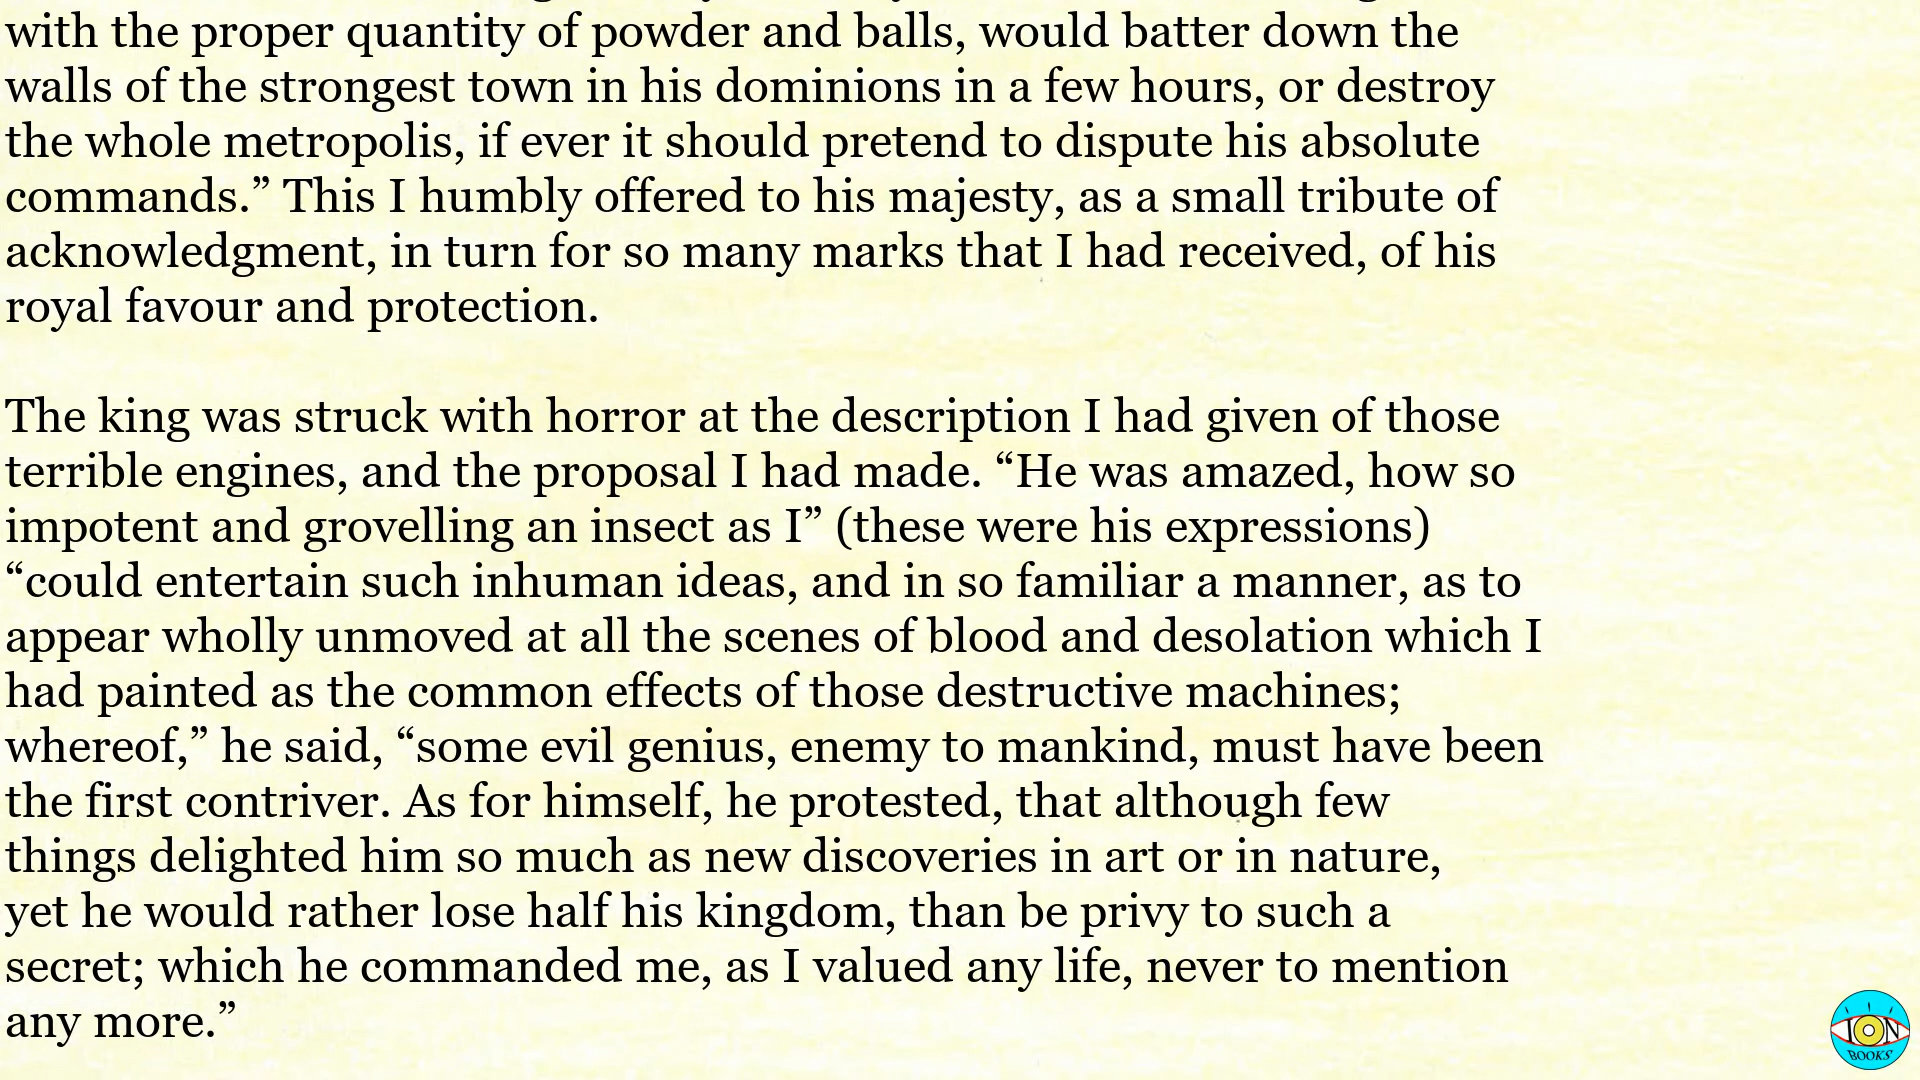 with the proper quantity of powder and balls, would batter down the
walls of the strongest town in his dominions in a few hours, or destroy
the whole metropolis, if ever it should pretend to dispute his absolute
commands.” This I humbly offered to his majesty, as a small tribute of
acknowledgment, in turn for so many marks that I had received, of his
royal favour and protection.

The king was struck with horror at the description I had given of those
terrible engines, and the proposal I had made. “He was amazed, how so
impotent and grovelling an insect as I” (these were his expressions)
“could entertain such inhuman ideas, and in so familiar a manner, as to
appear wholly unmoved at all the scenes of blood and desolation which I
had painted as the common effects of those destructive machines;
whereof,” he said, “some evil genius, enemy to mankind, must have been
the first contriver. As for himself, he protested, that although few
things delighted him so much as new discoveries in art or in nature,
yet he would rather lose half his kingdom, than be privy to such a
secret; which he commanded me, as I valued any life, never to mention
any more.”
ION
BOOKS